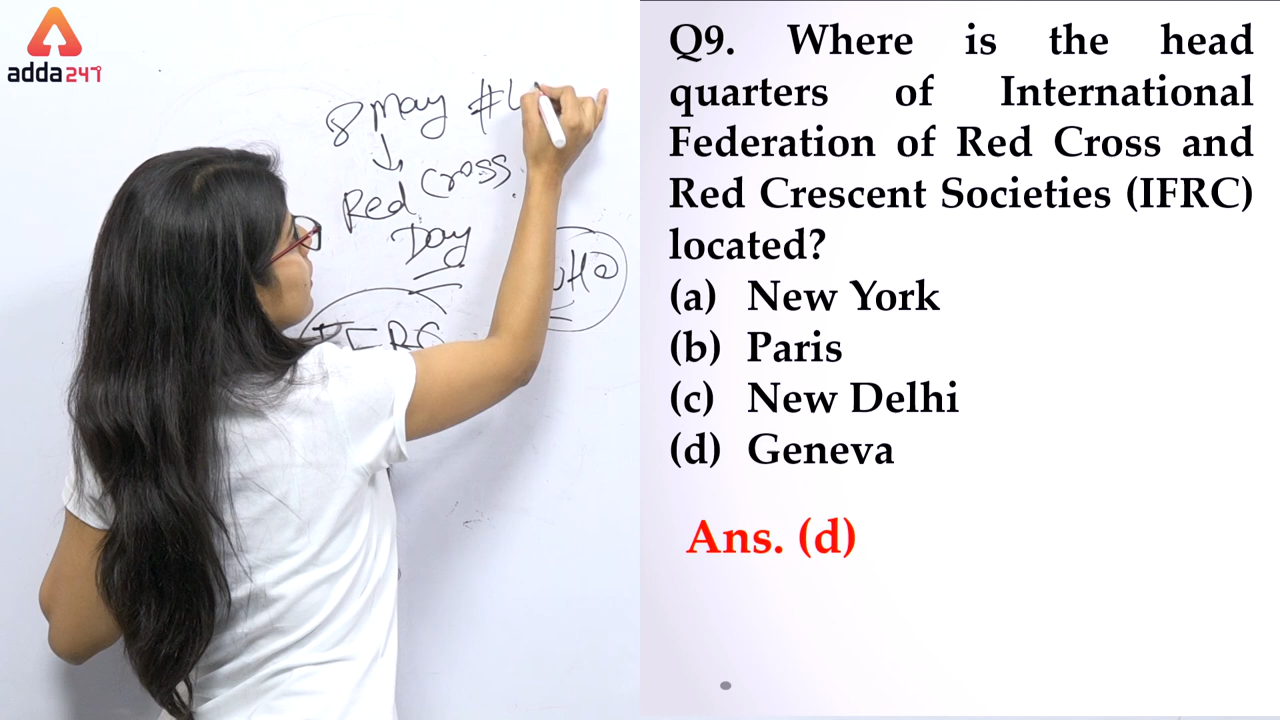 adda247
8 May #L
Red Cross
Day
Q9. Where is the head
quarters of International
Federation of Red Cross and
Red Crescent Societies (IFRC)
located?
(a) New York
(b) Paris
(c) New Delhi
(d) Geneva
Ans. (d)